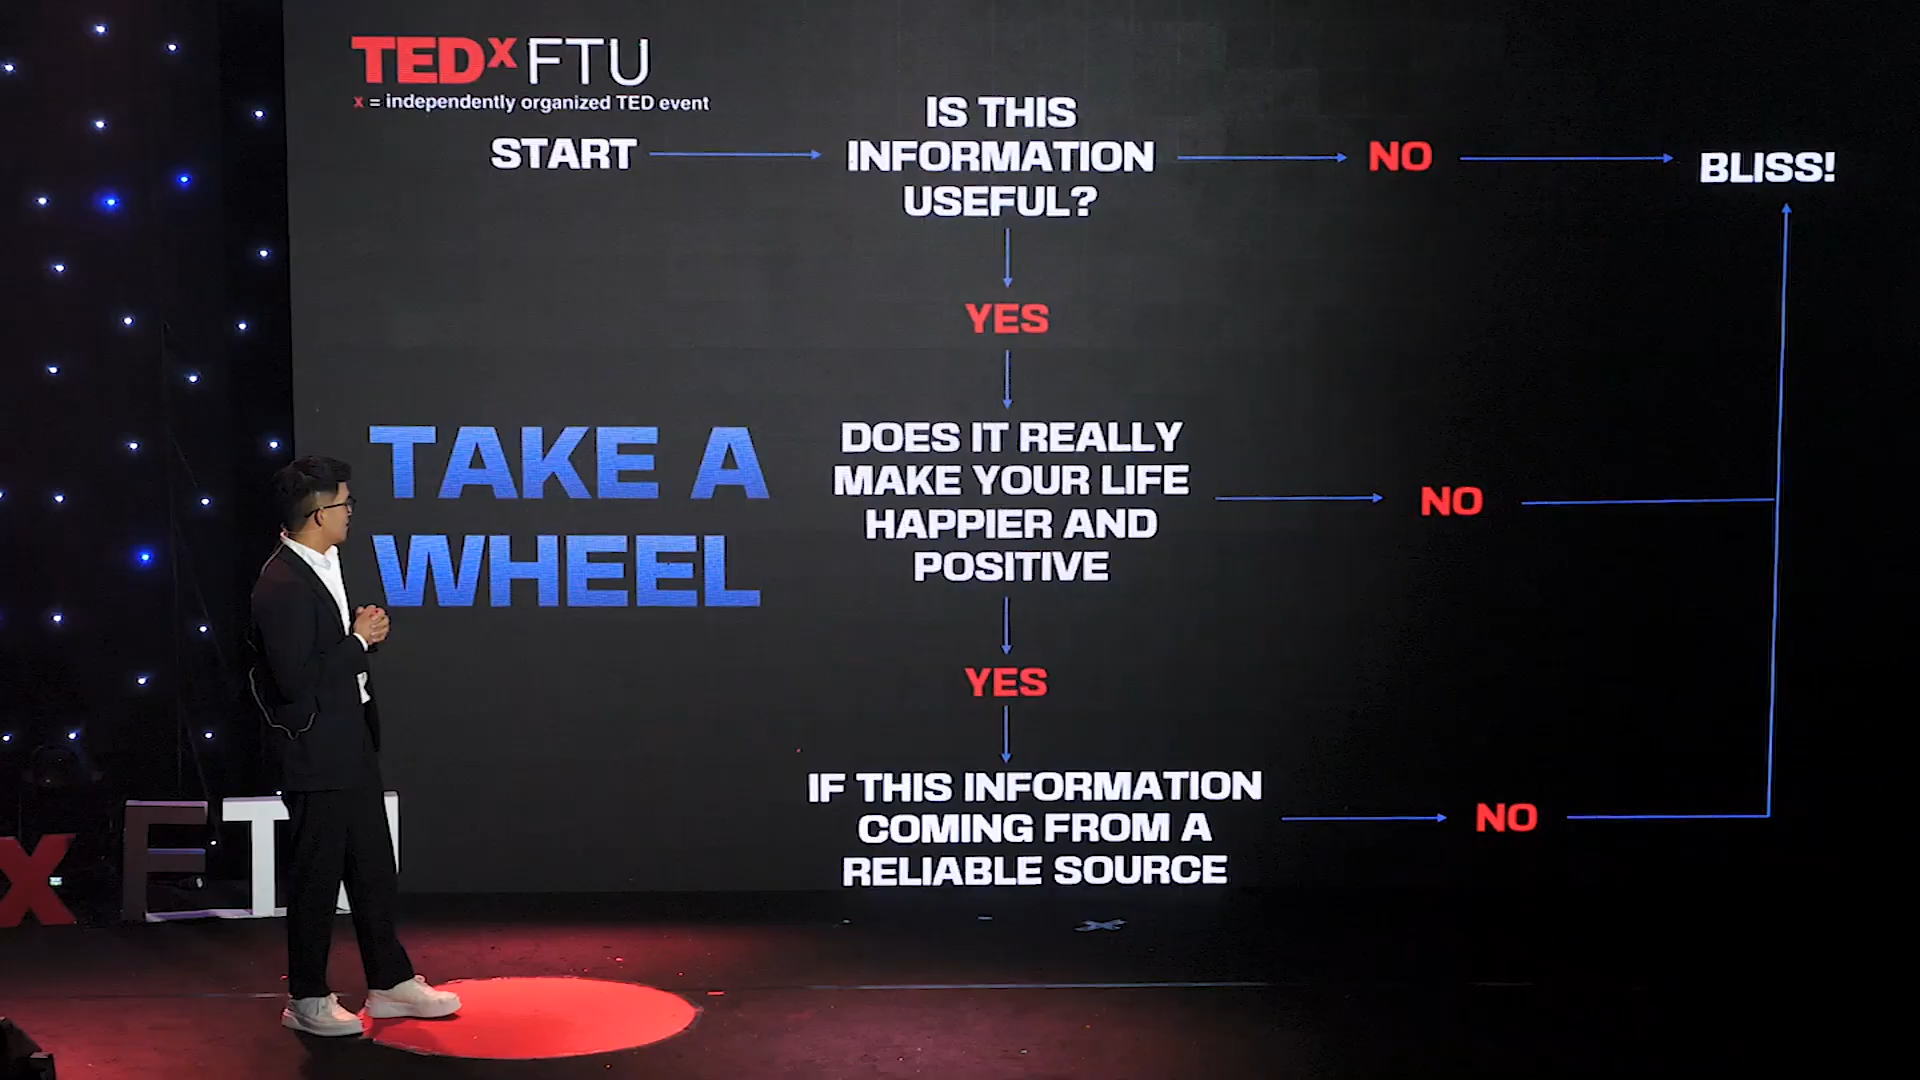 TEDx FTU
x = independently organized TED event
START
IS THIS
INFORMATION
USEFUL?
NO
BLISS!
YES
TAKE A
WHEEL
DOES IT REALLY
MAKE YOUR LIFE
HAPPIER AND
POSITIVE
NO
YES
IF THIS INFORMATION
COMING FROM A
RELIABLE SOURCE
NO
x FTU